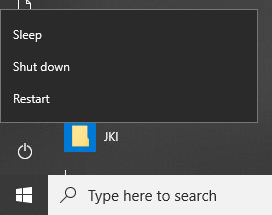 Sleep
Shut down
Restart
JKI
Type here to search